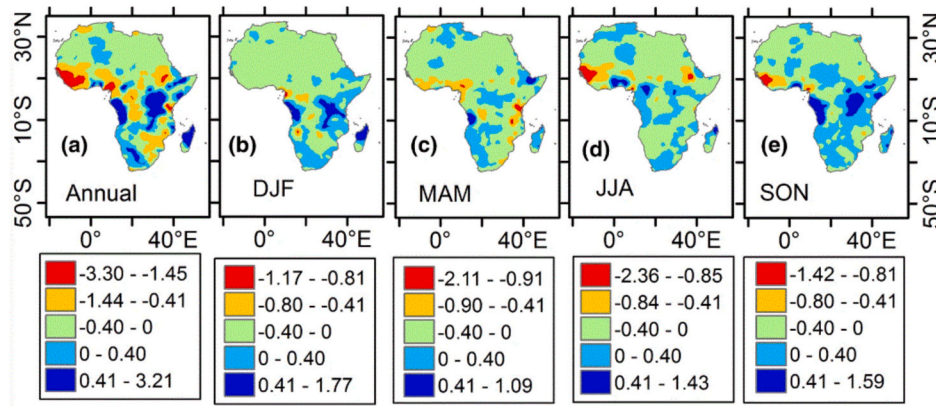 30°N
10°S
50°S
(a)
Annual
(b)
DJF
(c)
MAM
(d)
JJA
(e)
SON
30°N
10°S
50°S
0° 40°E
0° 40°E
0° 40°E
0° 40°E
0° 40°E
-3.30 - -1.45
-1.44 - -0.41
-0.40 - 0
0 - 0.40
0.41 - 3.21
-1.17 - -0.81
-0.80 - -0.41
-0.40 - 0
0 - 0.40
0.41 - 1.77
-2.11 - -0.91
-0.90 - -0.41
-0.40 - 0
0 - 0.40
0.41 - 1.09
-2.36 - -0.85
-0.84 - -0.41
-0.40 - 0
0 - 0.40
0.41 - 1.43
-1.42 - -0.81
-0.80 - -0.41
-0.40 - 0
0 - 0.40
0.41 - 1.59